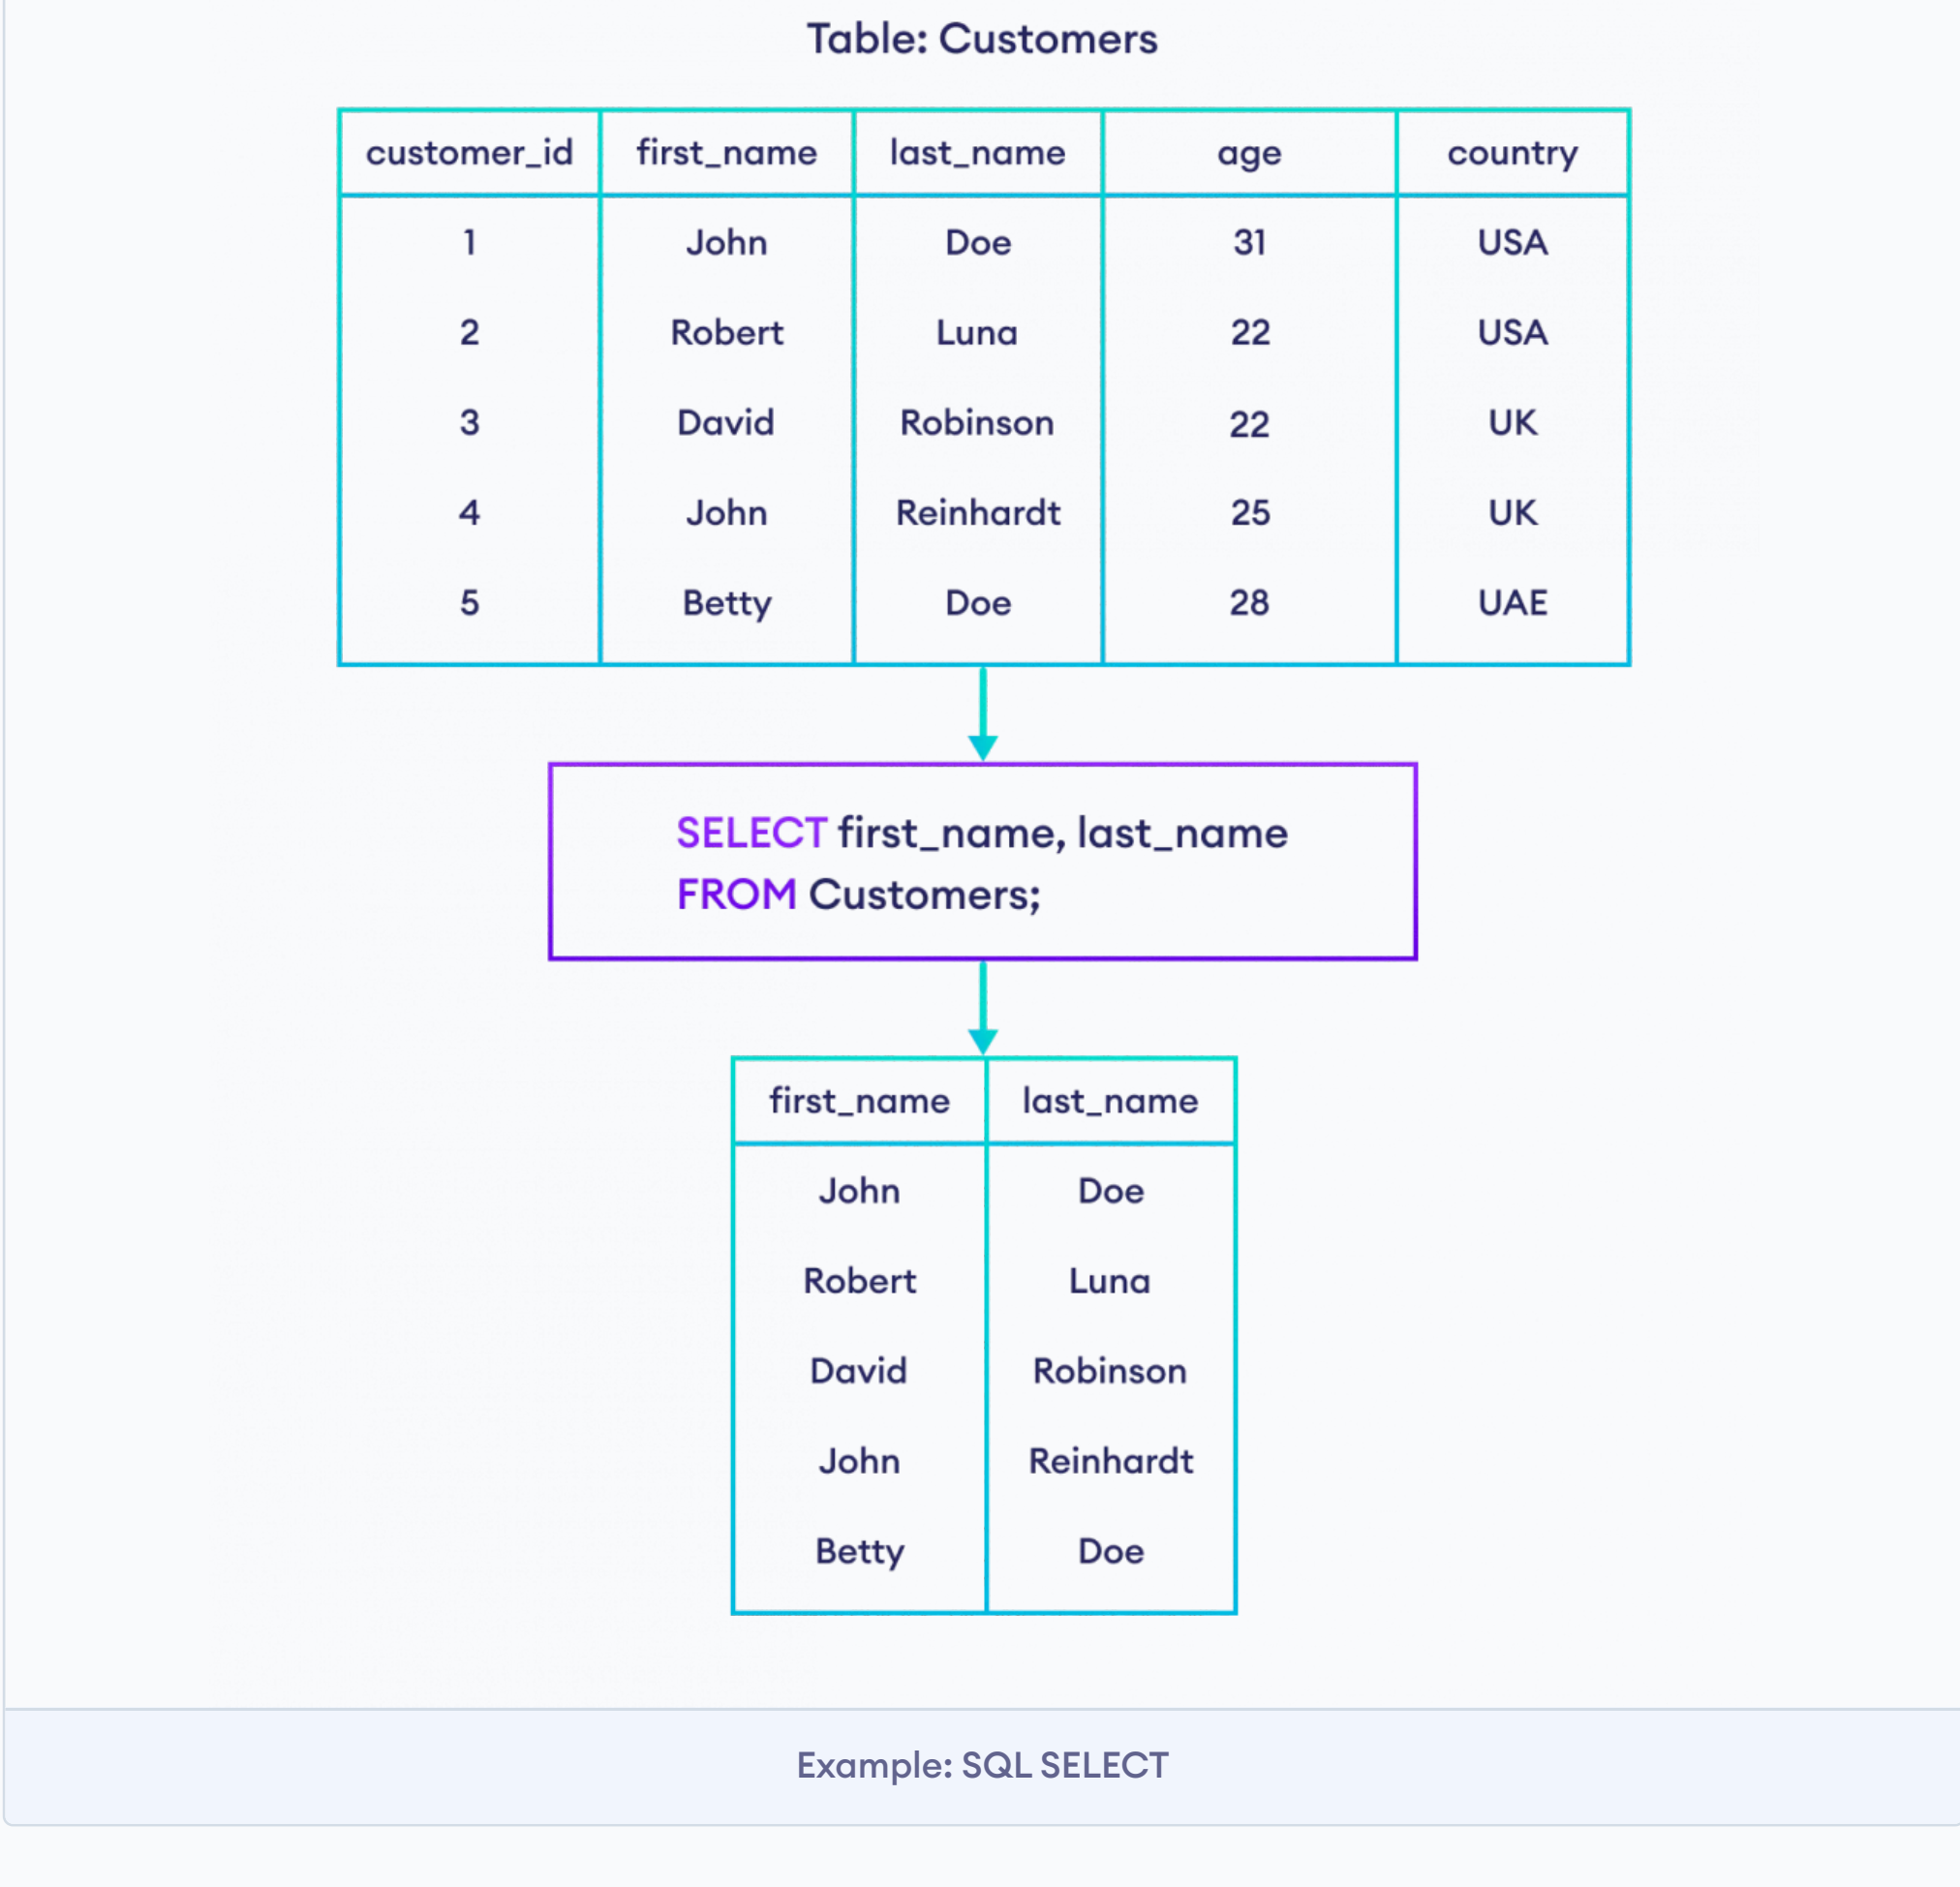 Table: Customers
customer_id first_name last_name age country
1 John Doe 31 USA
2 Robert Luna 22 USA
3 David Robinson 22 UK
4 John Reinhardt 25 UK
5 Betty Doe 28 UAE
SELECT first_name, last_name
FROM Customers;
first_name last_name
John Doe
Robert Luna
David Robinson
John Reinhardt
Betty Doe
Example: SQL SELECT